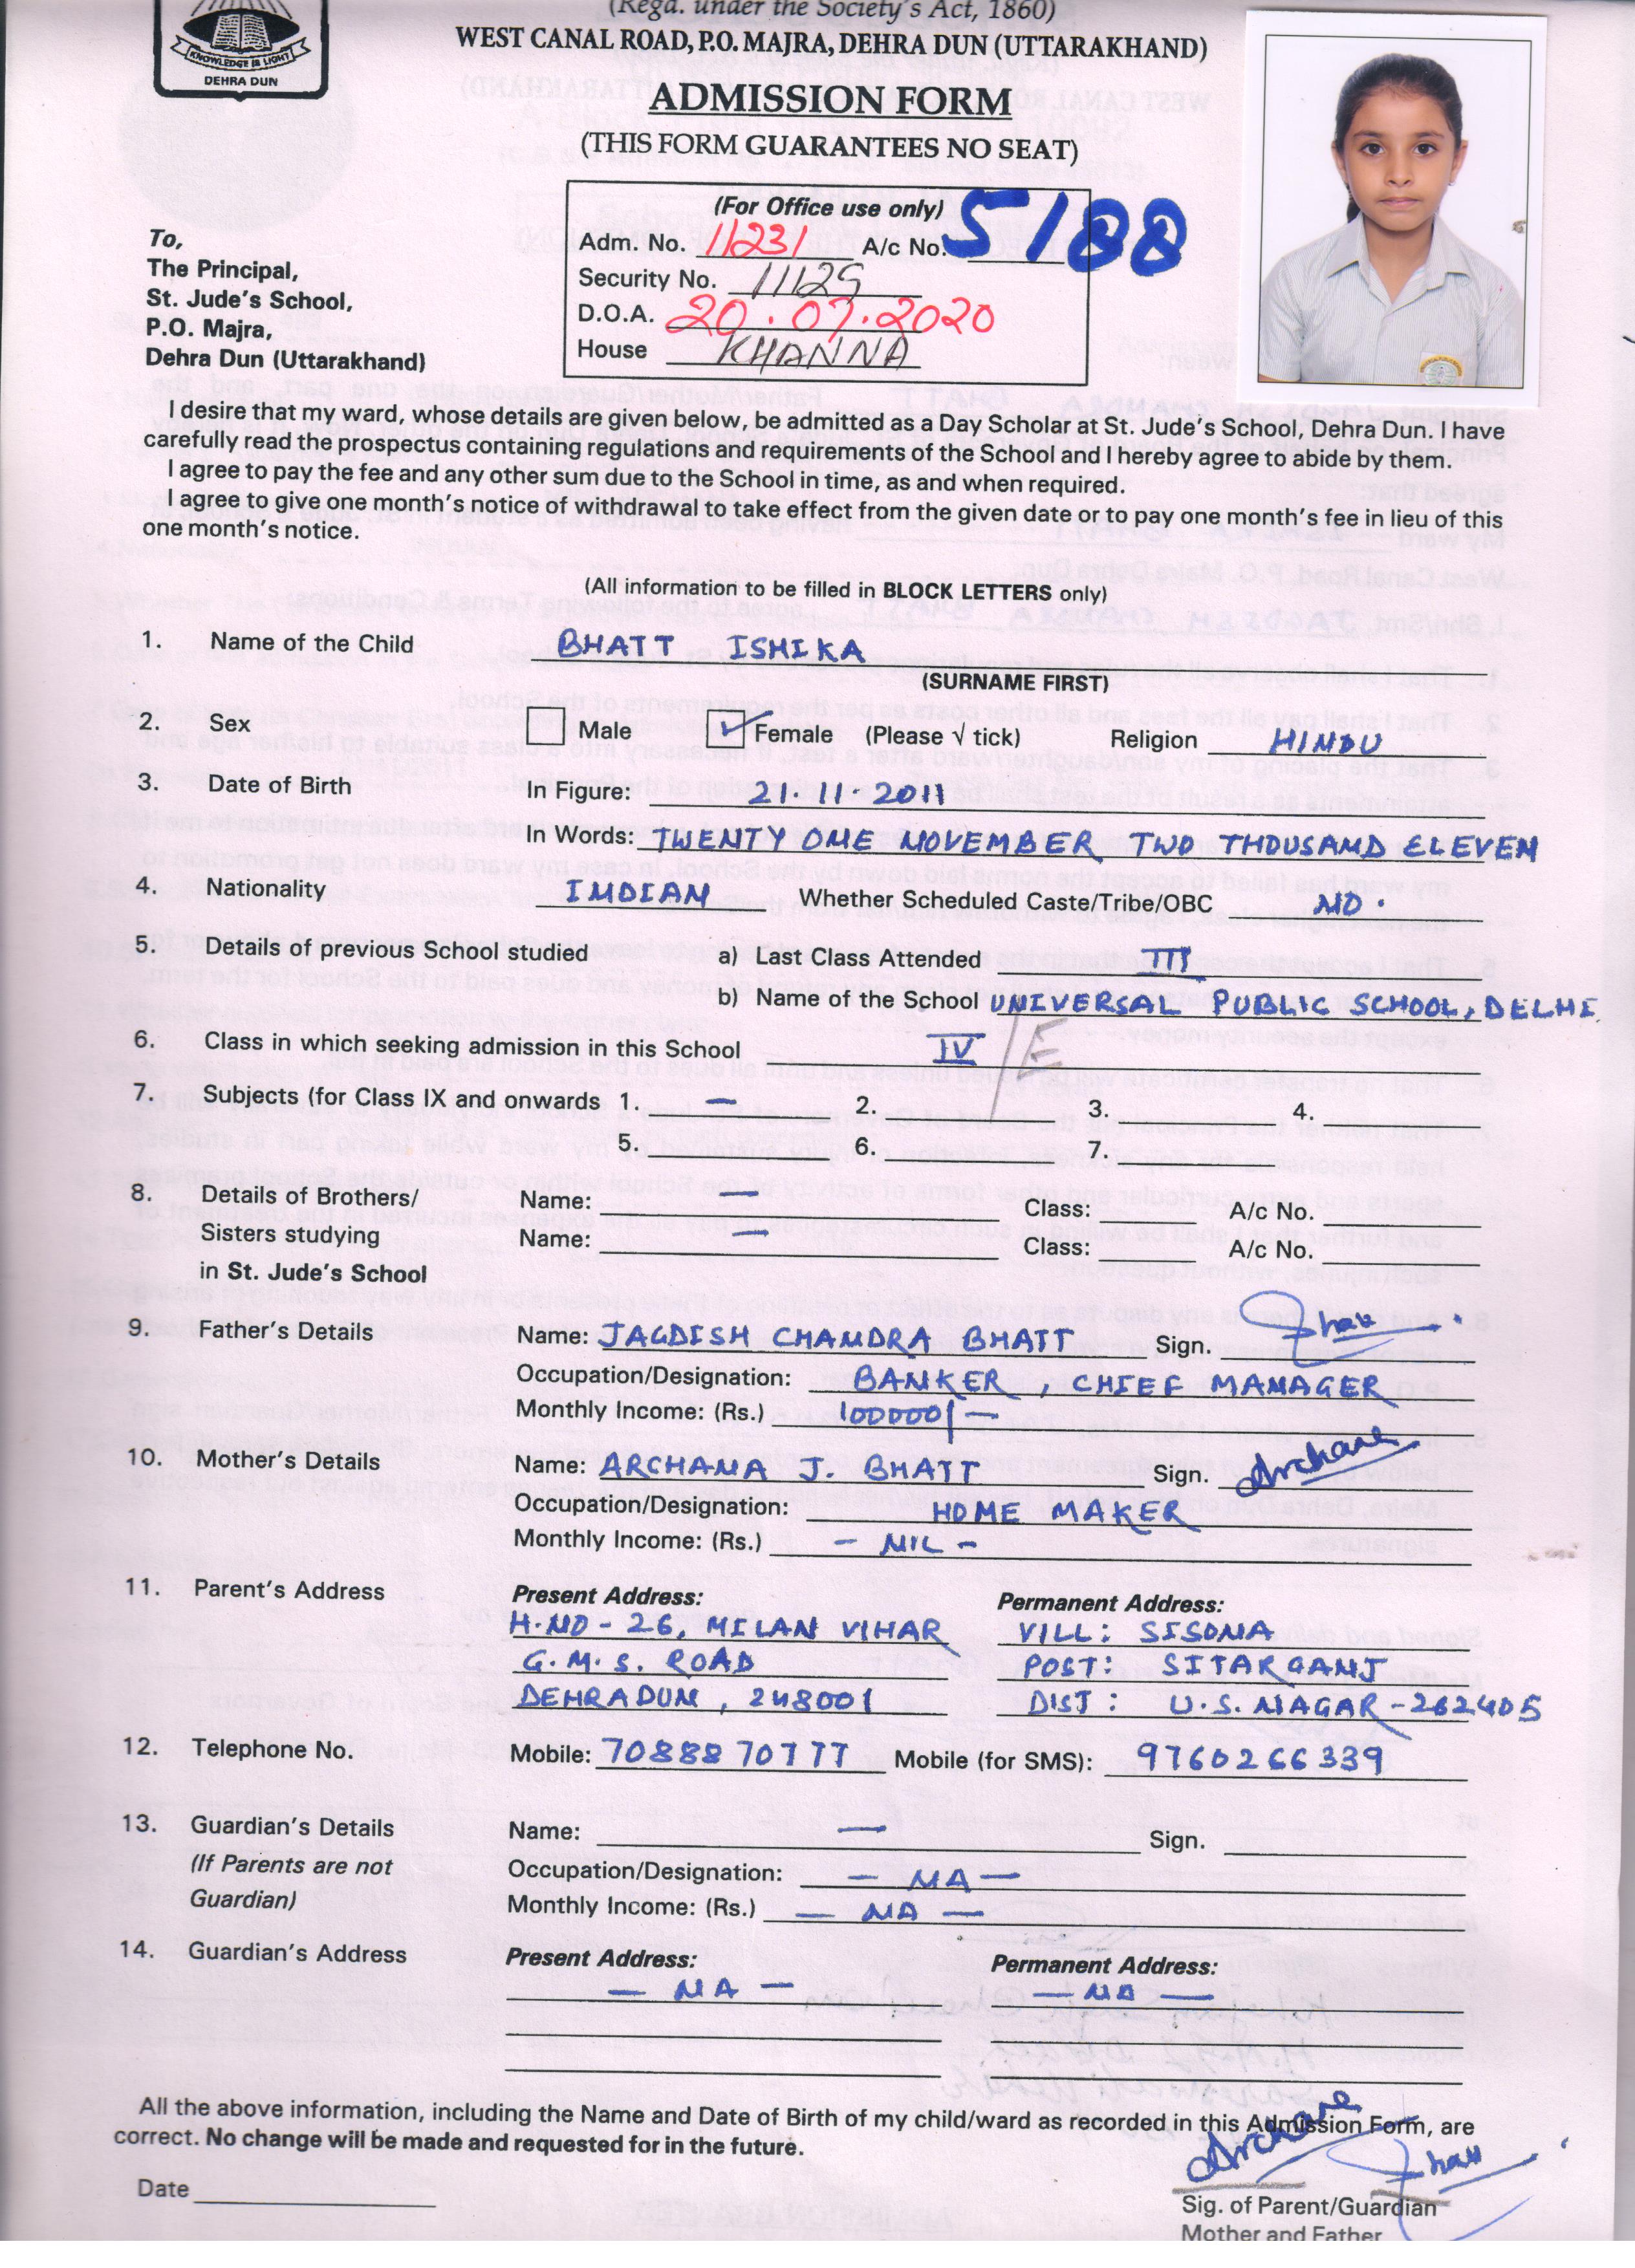 (Regd. under the Society's Act, 1860)
WEST CANAL ROAD, P.O. MAJRA, DEHRA DUN (UTTARAKHAND)
KNOWLEDGE IS LIGHT
DEHRA DUN
ADMISSION FORM
(THIS FORM GUARANTEES NO SEAT)
(For Office use only)
Adm. No. 11231 A/c No. 5188
Security No. 11125
D.O.A. 20.07.2020
House KHANNA
To,
The Principal,
St. Jude's School,
P.O. Majra,
Dehra Dun (Uttarakhand)
I desire that my ward, whose details are given below, be admitted as a Day Scholar at St. Jude's School, Dehra Dun. I have
carefully read the prospectus containing regulations and requirements of the School and I hereby agree to abide by them.
I agree to pay the fee and any other sum due to the School in time, as and when required.
I agree to give one month's notice of withdrawal to take effect from the given date or to pay one month's fee in lieu of this
one month's notice.
(All information to be filled in BLOCK LETTERS only)
1. Name of the Child BHATT ISHIKA
(SURNAME FIRST)
2. Sex Male ✓ Female (Please √ tick) Religion HINDU
3. Date of Birth In Figure: 21.11.2011
In Words: TWENTY ONE NOVEMBER TWO THOUSAND ELEVEN
4. Nationality INDIAN Whether Scheduled Caste/Tribe/OBC NO.
5. Details of previous School studied a) Last Class Attended III
b) Name of the School UNIVERSAL PUBLIC SCHOOL, DELHI
6. Class in which seeking admission in this School IV /E
7. Subjects (for Class IX and onwards 1. — 2. 3. 4.
5. 6. 7.
8. Details of Brothers/ Name: — Class: A/c No.
Sisters studying Name: — Class: A/c No.
in St. Jude's School
9. Father's Details Name: JAGDISH CHANDRA BHATT Sign.
Occupation/Designation: BANKER, CHIEF MANAGER
Monthly Income: (Rs.) 100000/-
10. Mother's Details Name: ARCHANA J. BHATT Sign. Archana
Occupation/Designation: HOME MAKER
Monthly Income: (Rs.) - NIL -
11. Parent's Address Present Address: Permanent Address:
H.NO - 26, MILAN VIHAR VILL: SISONA
G.M.S. ROAD POST: SITARGANJ
DEHRADUN, 248001 DIST: U.S. NAGAR - 262405
12. Telephone No. Mobile: 7088870777 Mobile (for SMS): 9760266339
13. Guardian's Details Name: — Sign.
(If Parents are not Occupation/Designation: — NA —
Guardian) Monthly Income: (Rs.) — NA —
14. Guardian's Address Present Address: Permanent Address:
— NA — — NA —
All the above information, including the Name and Date of Birth of my child/ward as recorded in this Admission Form, are
correct. No change will be made and requested for in the future.
Archana
Date
Sig. of Parent/Guardian
Mother and Father